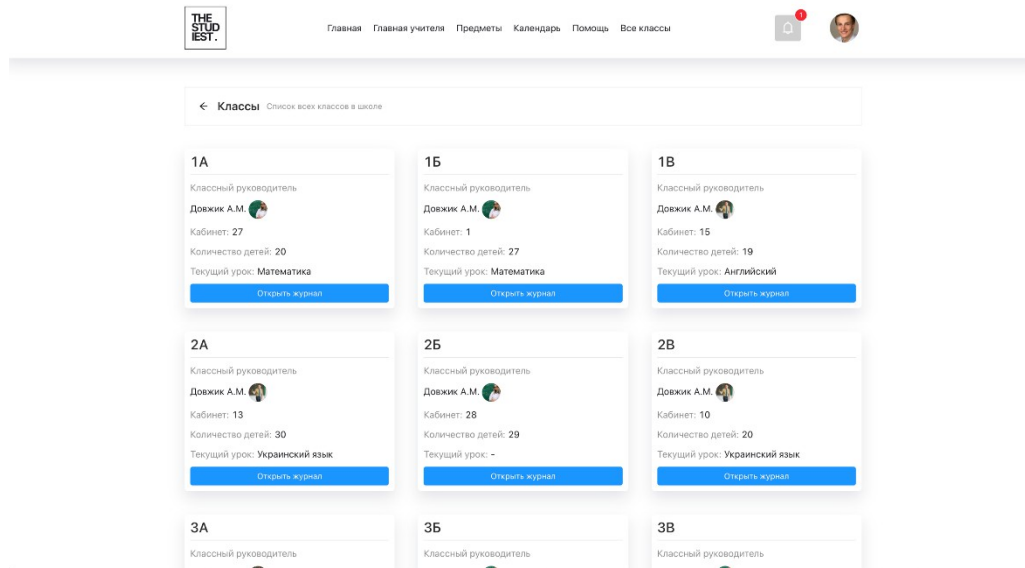 THE
STUD
IEST.
Главная Главная учителя Предметы Календарь Помощь Все классы
1
← Классы Список всех классов в школе
1А 1Б 1В
Классный руководитель Классный руководитель Классный руководитель
Довжик А.М. Довжик А.М. Довжик А.М.
Кабинет: 27 Кабинет: 1 Кабинет: 15
Количество детей: 20 Количество детей: 27 Количество детей: 19
Текущий урок: Математика Текущий урок: Математика Текущий урок: Английский
Открыть журнал Открыть журнал Открыть журнал
2А 2Б 2В
Классный руководитель Классный руководитель Классный руководитель
Довжик А.М. Довжик А.М. Довжик А.М.
Кабинет: 13 Кабинет: 28 Кабинет: 10
Количество детей: 30 Количество детей: 29 Количество детей: 20
Текущий урок: Украинский язык Текущий урок: - Текущий урок: Украинский язык
Открыть журнал Открыть журнал Открыть журнал
3А 3Б 3В
Классный руководитель Классный руководитель Классный руководитель